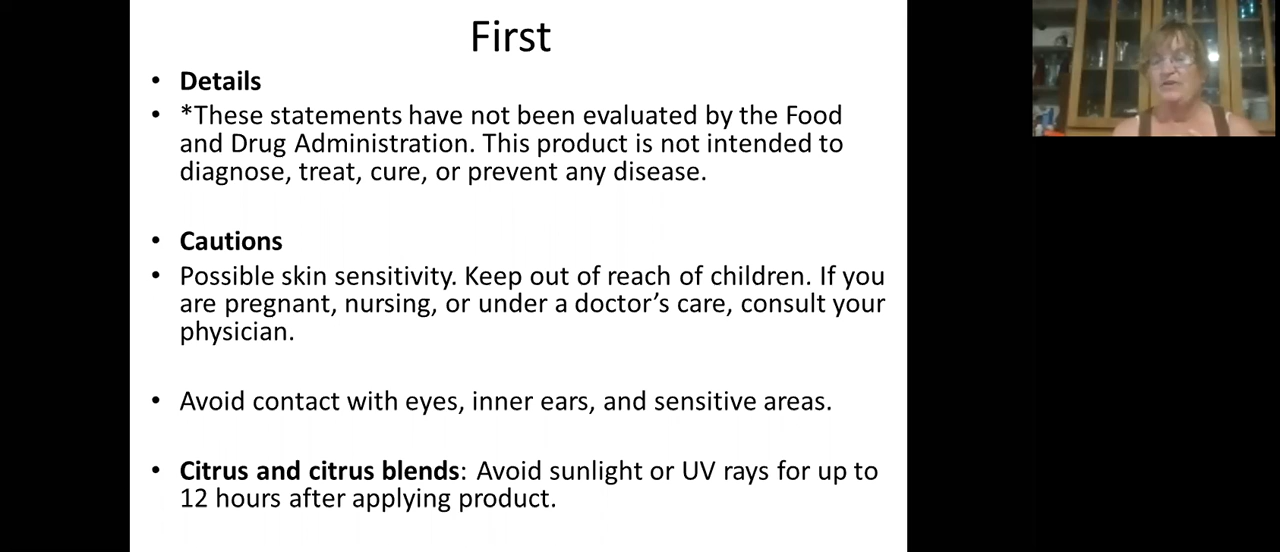 First
• Details
• *These statements have not been evaluated by the Food
and Drug Administration. This product is not intended to
diagnose, treat, cure, or prevent any disease.
• Cautions
• Possible skin sensitivity. Keep out of reach of children. If you
are pregnant, nursing, or under a doctor’s care, consult your
physician.
• Avoid contact with eyes, inner ears, and sensitive areas.
• Citrus and citrus blends: Avoid sunlight or UV rays for up to
12 hours after applying product.